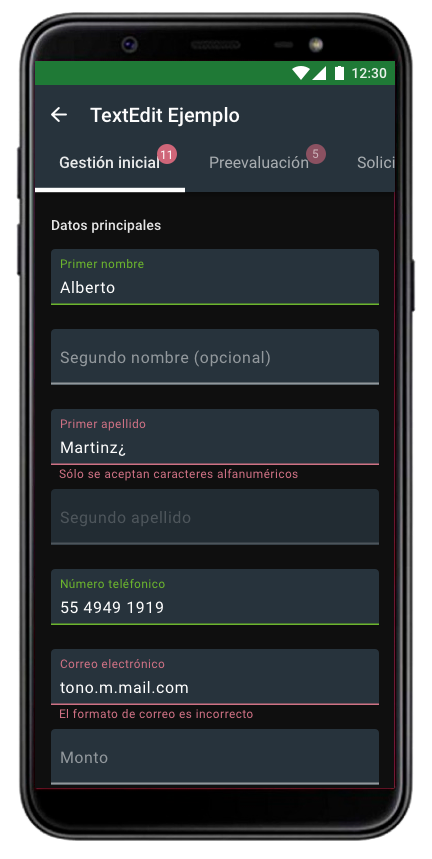 12:30
TextEdit Ejemplo
Gestión inicial 11 Preevaluación 5 Solici
Datos principales
Primer nombre
Alberto
Segundo nombre (opcional)
Primer apellido
Martinz¿
Sólo se aceptan caracteres alfanuméricos
Segundo apellido
Número teléfonico
55 4949 1919
Correo electrónico
tono.m.mail.com
El formato de correo es incorrecto
Monto